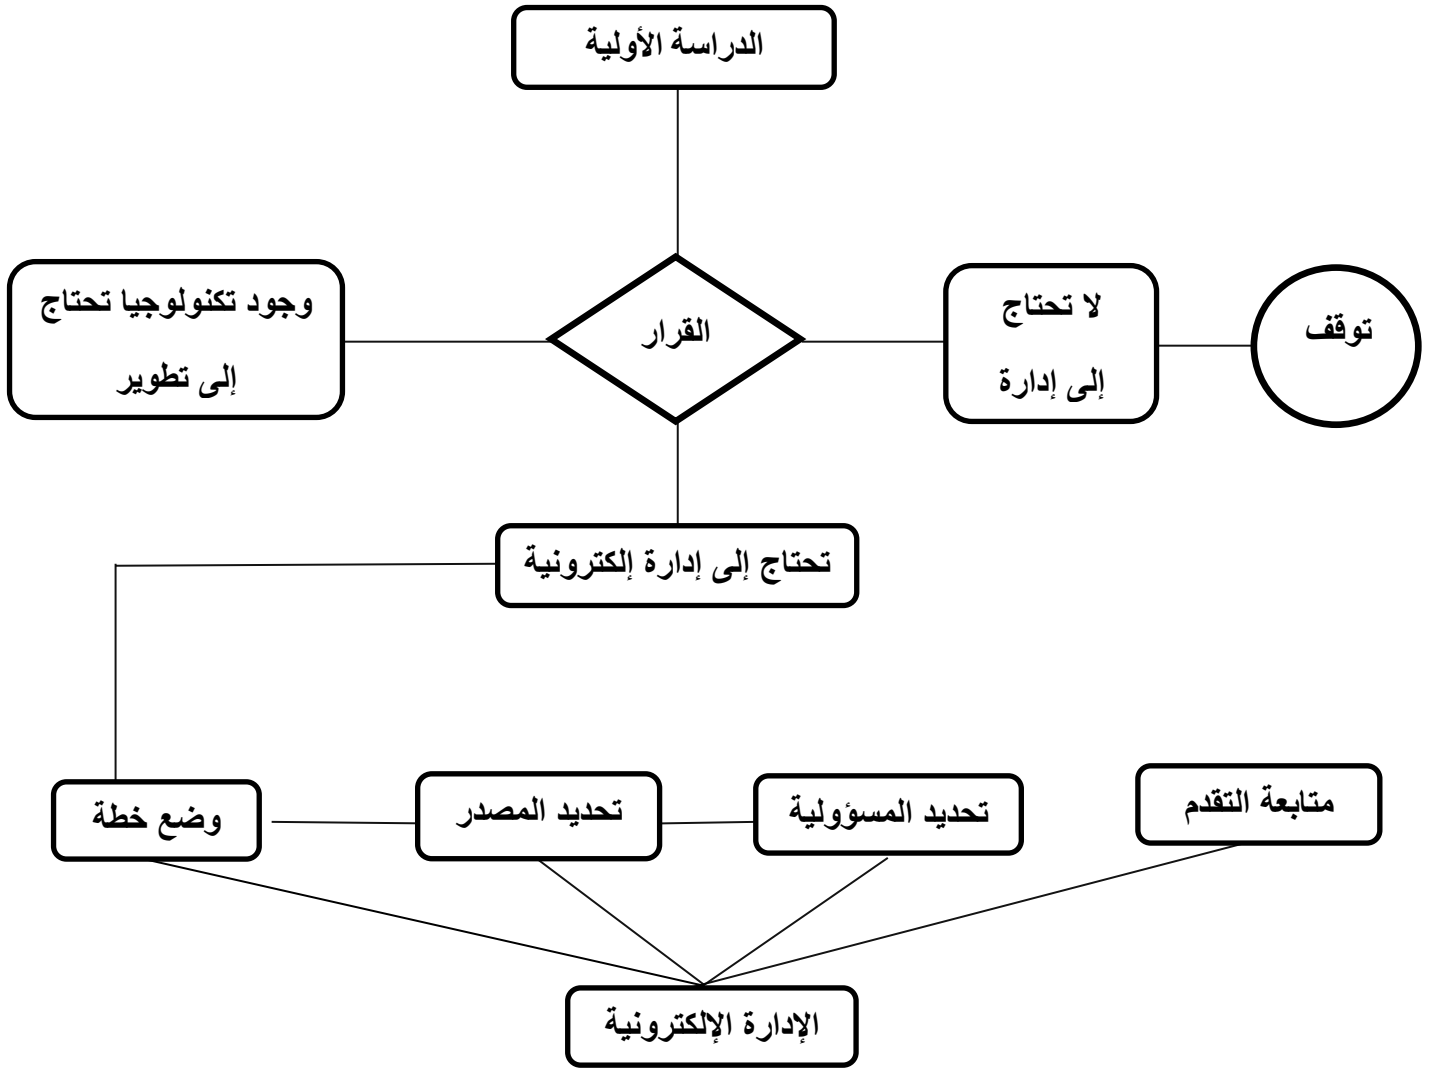 الدراسة الأولية
توقف
لا تحتاج
إلى إدارة
القرار
وجود تكنولوجيا تحتاج
إلى تطوير
تحتاج إلى إدارة إلكترونية
متابعة التقدم
تحديد المسؤولية
تحديد المصدر
وضع خطة
الإدارة الإلكترونية